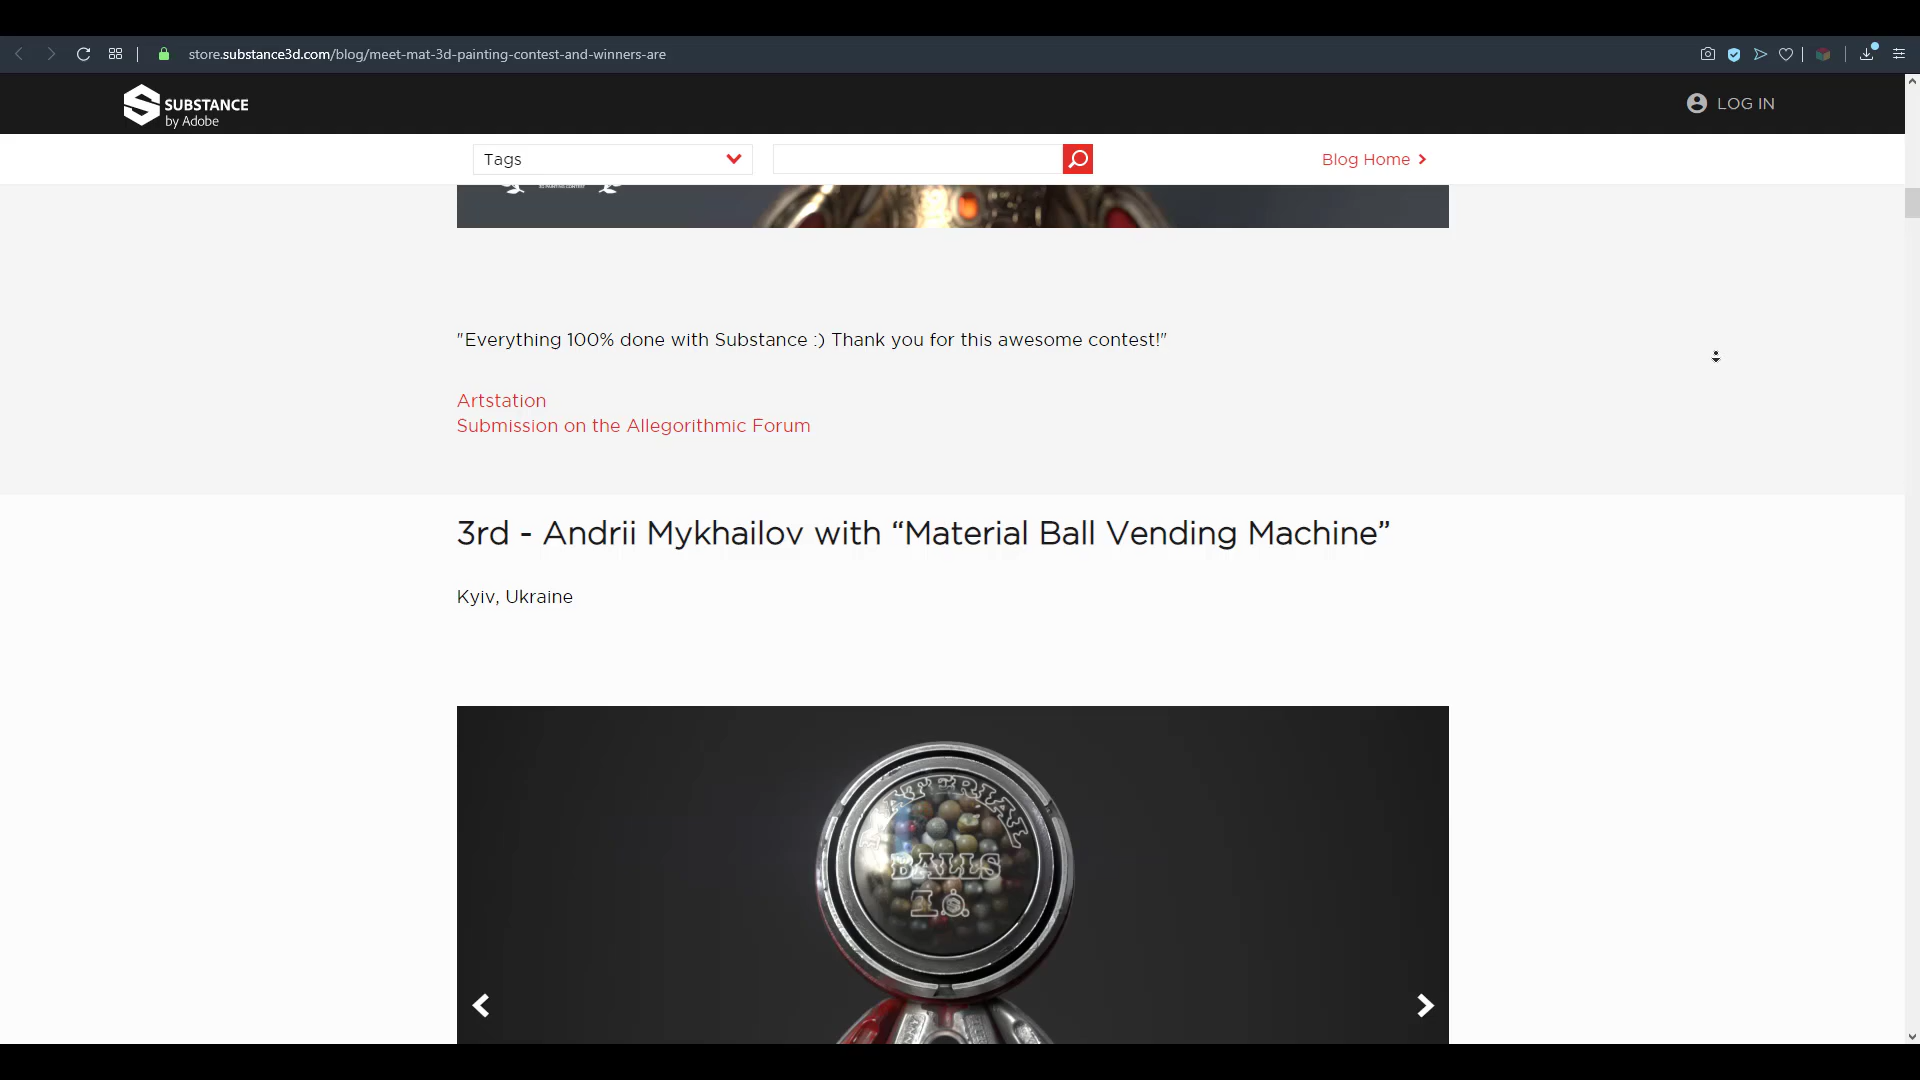 store.substance3d.com/blog/meet-mat-3d-painting-contest-and-winners-are
SUBSTANCE
by Adobe
LOG IN
Tags
Blog Home
"Everything 100% done with Substance :) Thank you for this awesome contest!"
Artstation
Submission on the Allegorithmic Forum
3rd - Andrii Mykhailov with “Material Ball Vending Machine”
Kyiv, Ukraine
MATERIAL
BALLS